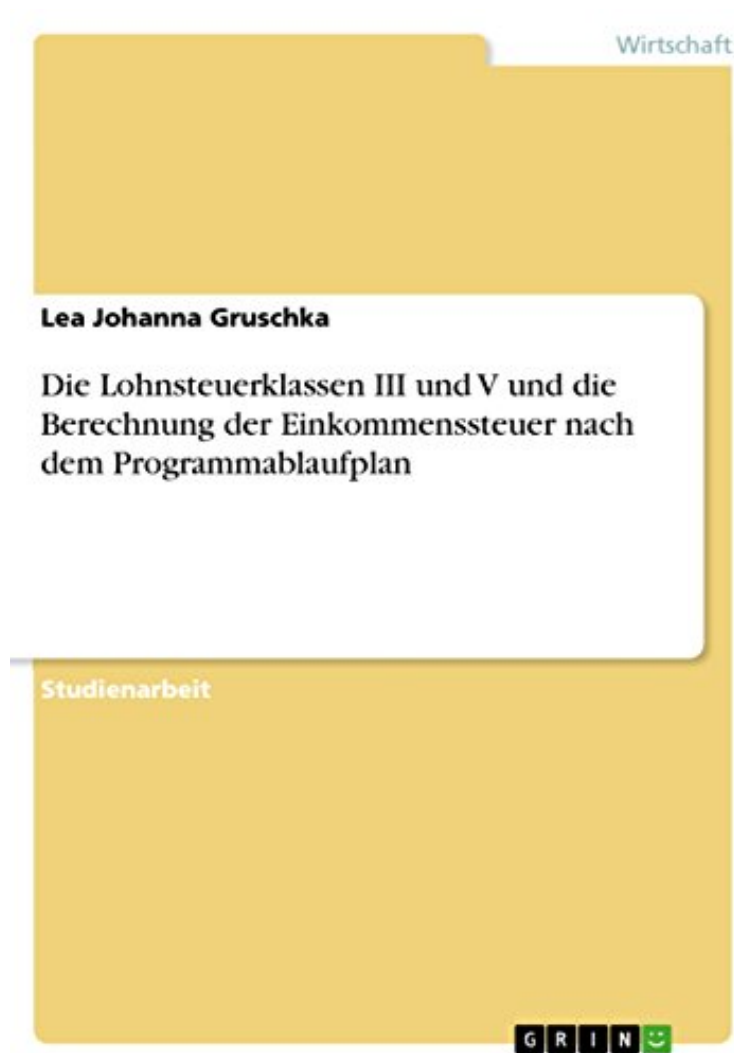 Wirtschaft
Lea Johanna Gruschka
Die Lohnsteuerklassen III und V und die
Berechnung der Einkommenssteuer nach
dem Programmablaufplan
Studienarbeit
GRIN